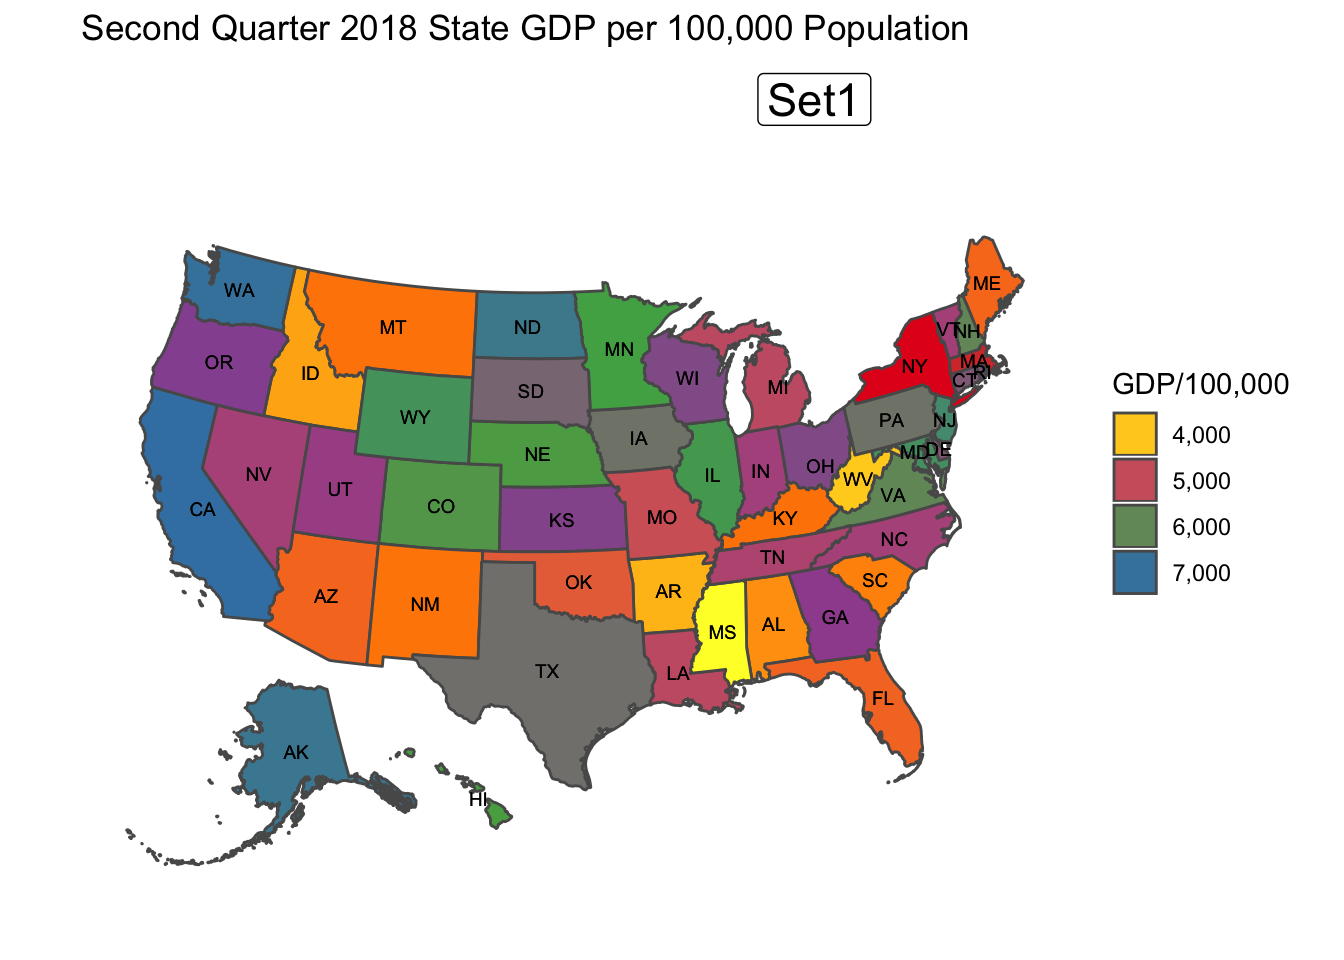 Second Quarter 2018 State GDP per 100,000 Population
Set1
ME
WA
MT
ND
VT
NH
OR
MN
MA
NY
RI
ID
WI
CT
SD
MI
WY
PA
NJ
IA
NE
MD
DE
NV
UT
IL
IN
OH
WV
VA
CA
CO
KS
MO
KY
NC
TN
OK
SC
AZ
NM
AR
GA
MS
AL
TX
LA
FL
AK
HI
GDP/100,000
4,000
5,000
6,000
7,000